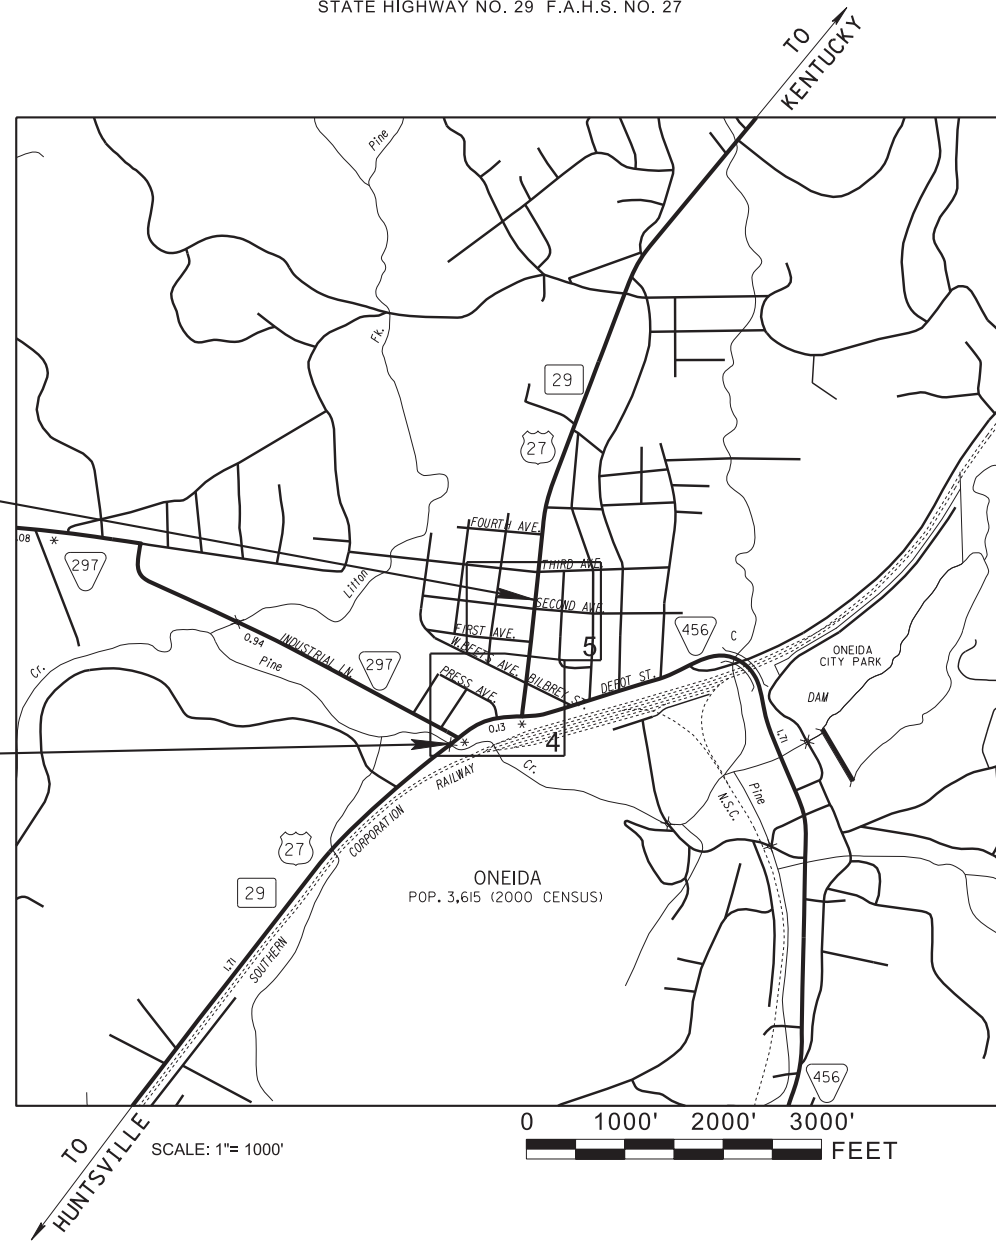 STATE HIGHWAY NO. 29 F.A.H.S. NO. 27
TO
KENTUCKY
Pine
Fk.
29
27
FOURTH AVE.
.08
*
297
THIRD AVE.
Litton
SECOND AVE.
456
C
0.94
INDUSTRIAL LN.
FIRST AVE.
5
W. BEETS AVE.
ONEIDA
CITY PARK
Cr.
Pine
297
PRESS AVE.
BILBREY ST.
DEPOT ST.
DAM
0.13
*
*
4
1.71
RAILWAY
Cr.
N.S.C.
Pine
CORPORATION
27
29
ONEIDA
POP. 3,615 (2000 CENSUS)
1.71
SOUTHERN
456
TO
HUNTSVILLE
SCALE: 1"= 1000'
0 1000' 2000' 3000'
FEET